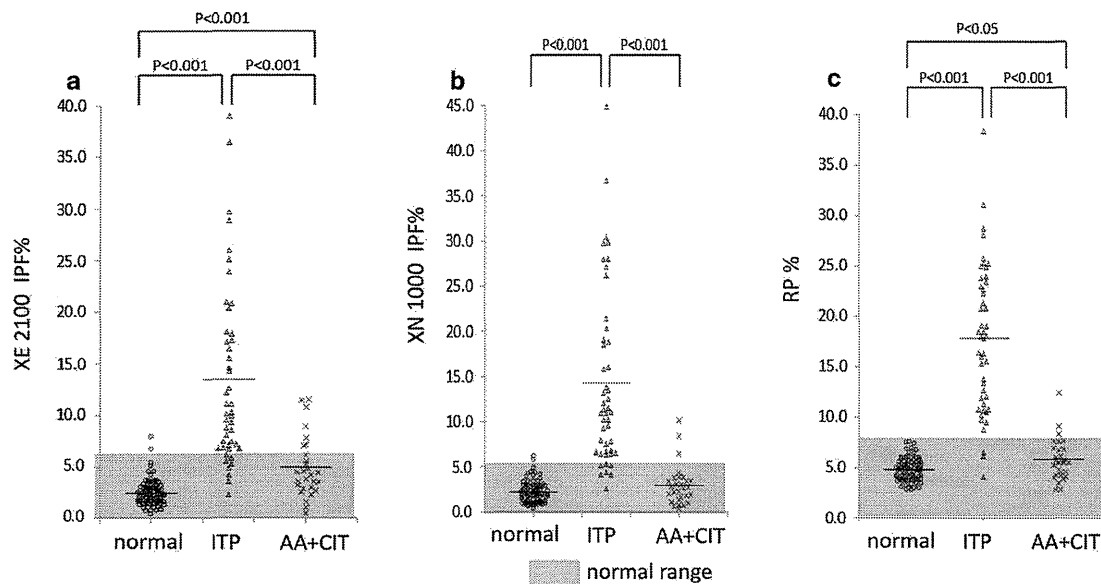 a
P<0.001
P<0.001
P<0.001
XE 2100 IPF%
40.0
35.0
30.0
25.0
20.0
15.0
10.0
5.0
0.0
normal
ITP
AA+CIT
b
P<0.001
P<0.001
XN 1000 IPF%
45.0
40.0
35.0
30.0
25.0
20.0
15.0
10.0
5.0
0.0
normal
ITP
AA+CIT
c
P<0.05
P<0.001
P<0.001
RP %
40.0
35.0
30.0
25.0
20.0
15.0
10.0
5.0
0.0
normal
ITP
AA+CIT
normal range